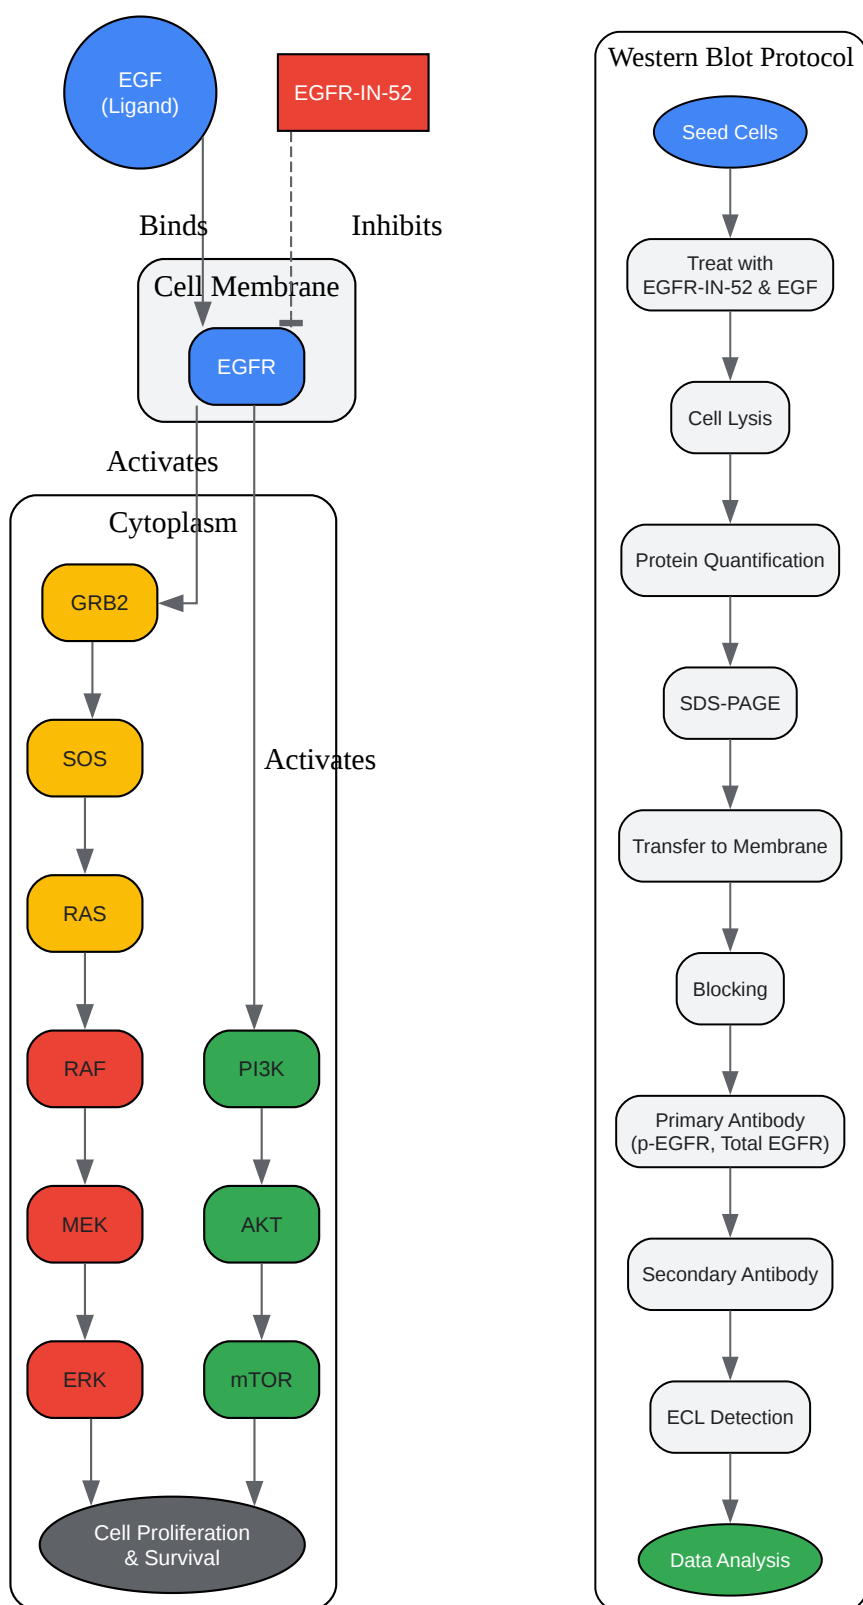 EGF
(Ligand)
EGFR-IN-52
Binds
Inhibits
Cell Membrane
EGFR
Activates
Cytoplasm
GRB2
SOS
Activates
RAS
RAF
PI3K
MEK
AKT
ERK
mTOR
Cell Proliferation
& Survival
Western Blot Protocol
Seed Cells
Treat with
EGFR-IN-52 & EGF
Cell Lysis
Protein Quantification
SDS-PAGE
Transfer to Membrane
Blocking
Primary Antibody
(p-EGFR, Total EGFR)
Secondary Antibody
ECL Detection
Data Analysis